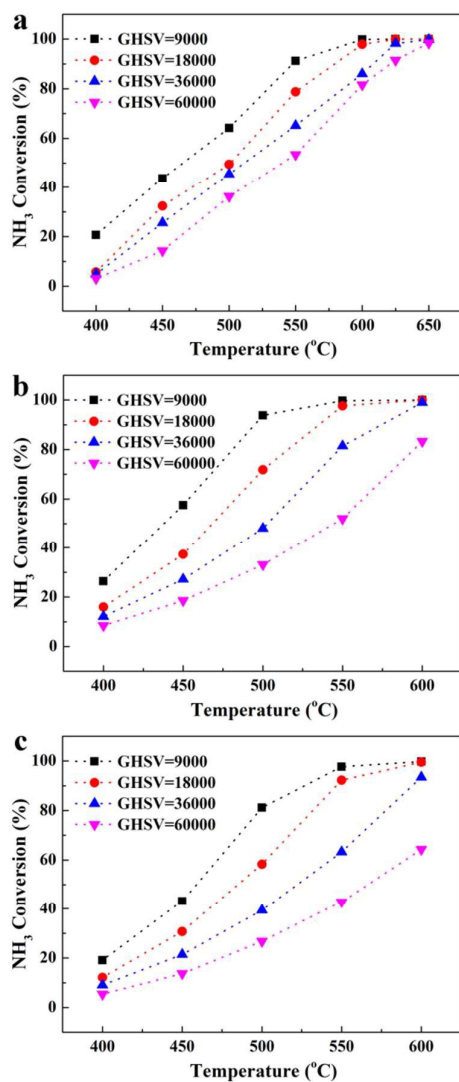 a
GHSV=9000
GHSV=18000
GHSV=36000
GHSV=60000
NH3 Conversion (%)
100
80
60
40
20
0
400 450 500 550 600 650
Temperature (°C)
b
GHSV=9000
GHSV=18000
GHSV=36000
GHSV=60000
NH3 Conversion (%)
100
80
60
40
20
0
400 450 500 550 600
Temperature (°C)
c
GHSV=9000
GHSV=18000
GHSV=36000
GHSV=60000
NH3 Conversion (%)
100
80
60
40
20
0
400 450 500 550 600
Temperature (°C)